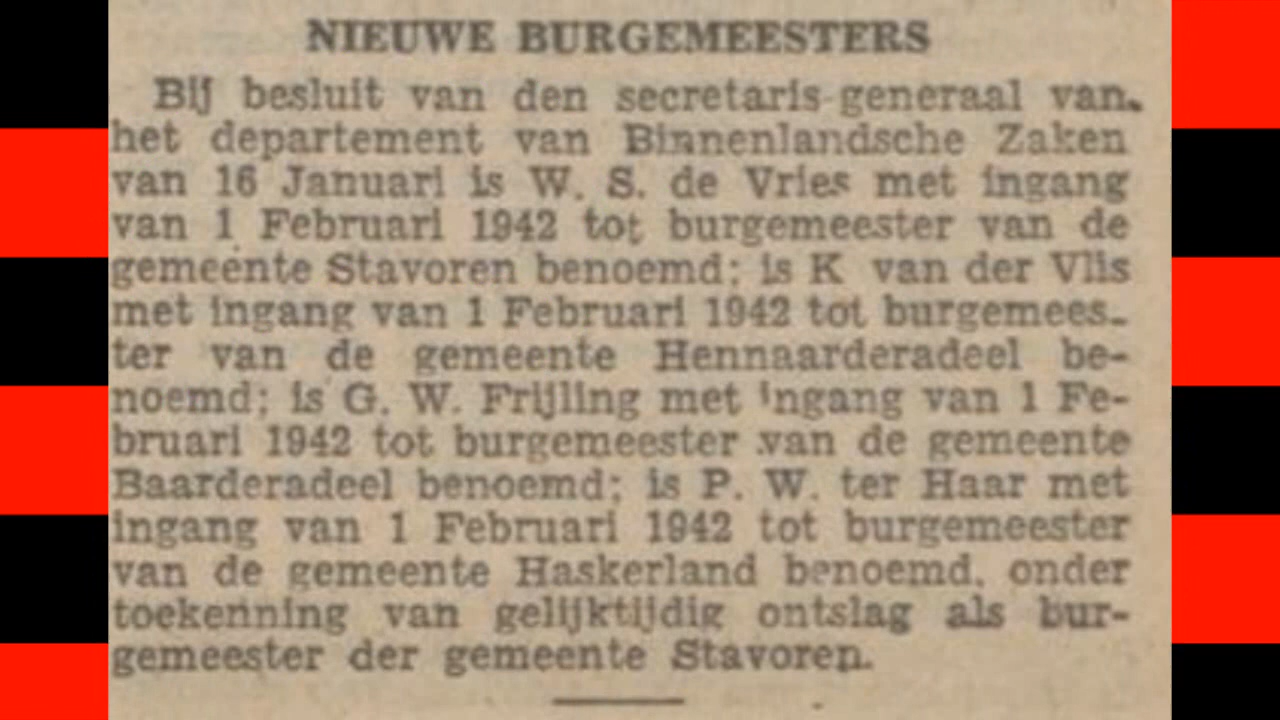 NIEUWE BURGEMEESTERS
Bij besluit van den secretaris-generaal van
het departement van Binnenlandsche Zaken
van 16 Januari is W. S. de Vries met ingang
van 1 Februari 1942 tot burgemeester van de
gemeente Stavoren benoemd; is K van der Vlis
met ingang van 1 Februari 1942 tot burgemees-
ter van de gemeente Hennaarderadeel be-
noemd; is G. W. Frijling met ingang van 1 Fe-
bruari 1942 tot burgemeester van de gemeente
Baarderadeel benoemd; is P. W. ter Haar met
ingang van 1 Februari 1942 tot burgemeester
van de gemeente Haskerland benoemd, onder
toekenning van gelijktijdig ontslag als bur-
gemeester der gemeente Stavoren.